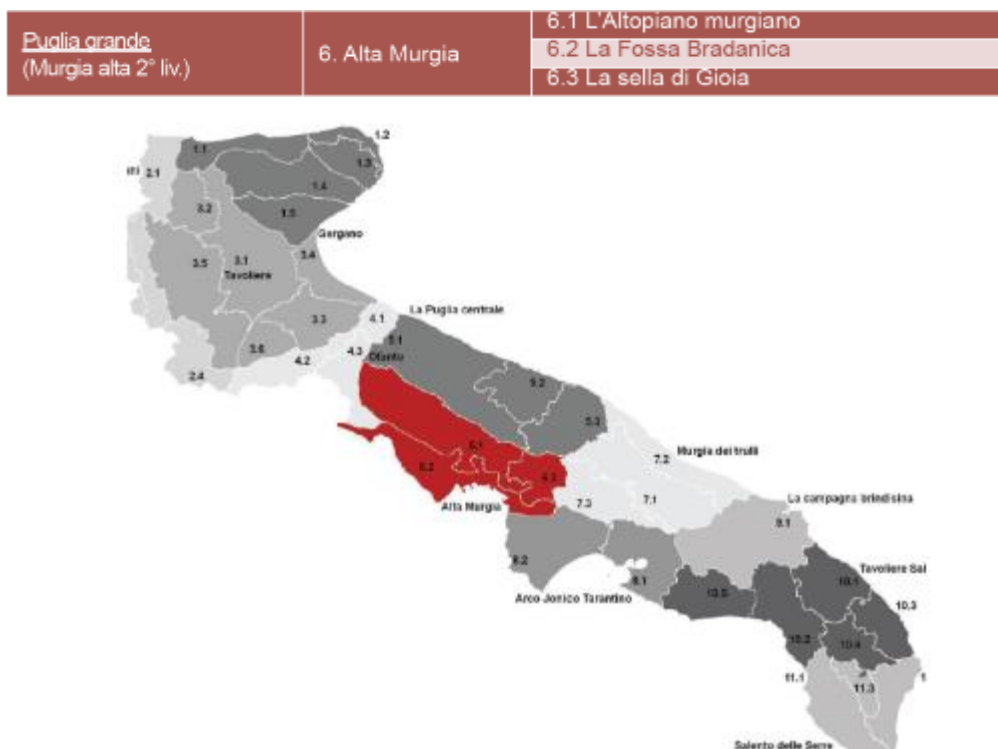 Puglia grande
(Murgia alta 2° liv.)
6. Alta Murgia
6.1 L'Altopiano murgiano
6.2 La Fossa Bradanica
6.3 La sella di Gioia
1.2
1.1
1.3
2.1
1.4
3.2
1.5
Gargano
3.4
3.5
3.1
Tavoliere
La Puglia centrale
4.1
3.3
5.1
3.6
4.3
Ofanto
4.2
2.4
5.2
5.3
6.1
7.2
Murgia dei trulli
6.2
6.3
Alta Murgia
7.3
7.1
La campagna brindisina
9.1
8.2
Tavoliere Sal
8.1
10.1
Arco Jonico Tarantino
10.5
10.3
10.2
10.4
11.1
1
11.3
Salento delle Serre